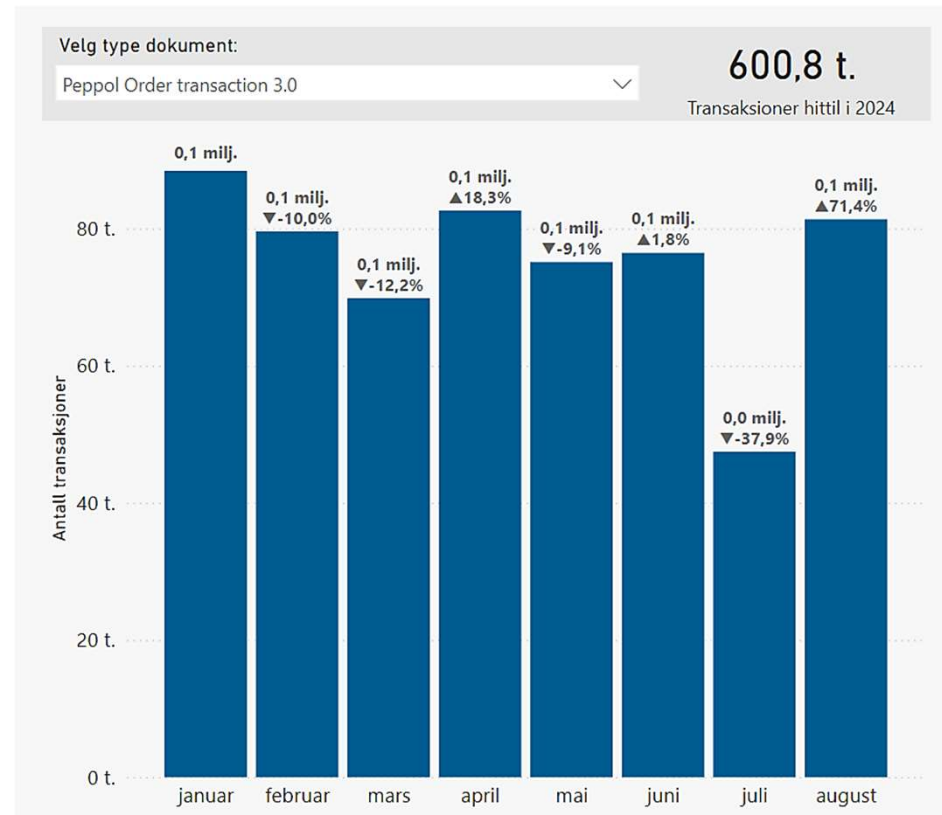 Velg type dokument:
Peppol Order transaction 3.0
600,8 t.
Transaksioner hittil i 2024
Antall transaksjoner
80 t.
60 t.
40 t.
20 t.
0 t.
0,1 milj.
0,1 milj.
▼-10,0%
0,1 milj.
▼-12,2%
0,1 milj.
▲18,3%
0,1 milj.
▼-9,1%
0,1 milj.
▲1,8%
0,0 milj.
▼-37,9%
0,1 milj.
▲71,4%
januar februar mars april mai juni juli august